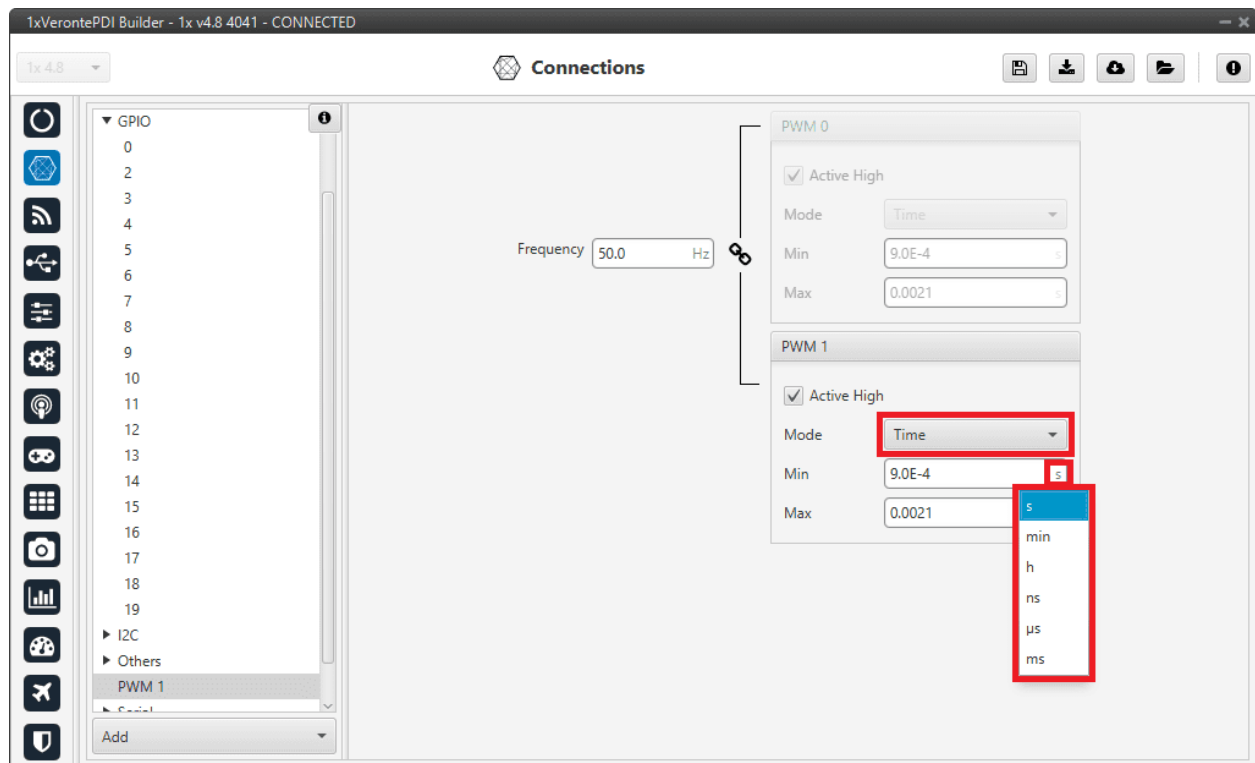 1xVerontePDI Builder - 1x v4.8 4041 - CONNECTED
1x 4.8
Connections
GPIO
0
2
3
4
5
6
7
8
9
10
11
12
13
14
15
16
17
18
19
I2C
Others
PWM 1
Serial
Add
Frequency 50.0 Hz
PWM 0
Active High
Mode Time
Min 9.0E-4 s
Max 0.0021 s
PWM 1
Active High
Mode Time
Min 9.0E-4 s
Max 0.0021
s
min
h
ns
µs
ms